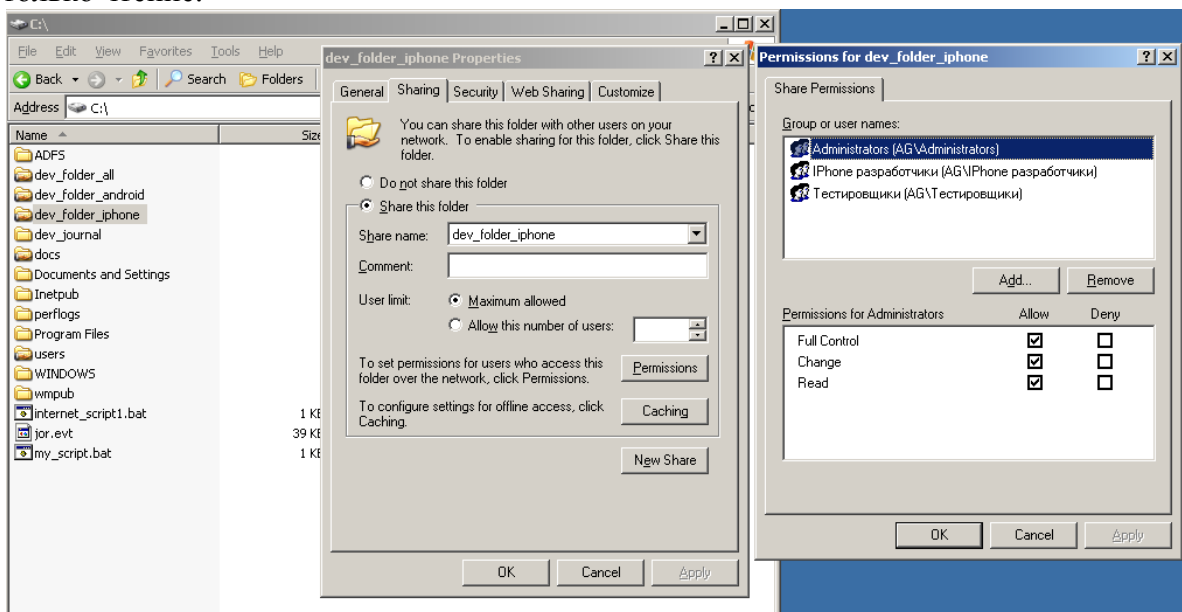 C:\
File Edit View Favorites Tools Help
Back Search Folders
Address C:\
Name Size
ADFS
dev_folder_all
dev_folder_android
dev_folder_iphone
dev_journal
docs
Documents and Settings
Inetpub
perflogs
Program Files
users
WINDOWS
wmpub
internet_script1.bat 1 KB
jor.evt 39 KB
my_script.bat 1 KB
dev_folder_iphone Properties
General Sharing Security Web Sharing Customize
You can share this folder with other users on your
network. To enable sharing for this folder, click Share this
folder.
Do not share this folder
Share this folder
Share name: dev_folder_iphone
Comment:
User limit: Maximum allowed
Allow this number of users:
To set permissions for users who access this
folder over the network, click Permissions.
Permissions
To configure settings for offline access, click
Caching.
Caching
New Share
OK Cancel Apply
Permissions for dev_folder_iphone
Share Permissions
Group or user names:
Administrators (AG\Administrators)
IPhone разработчики (AG\IPhone разработчики)
Тестировщики (AG\Тестировщики)
Add... Remove
Permissions for Administrators Allow Deny
Full Control
Change
Read
OK Cancel Apply